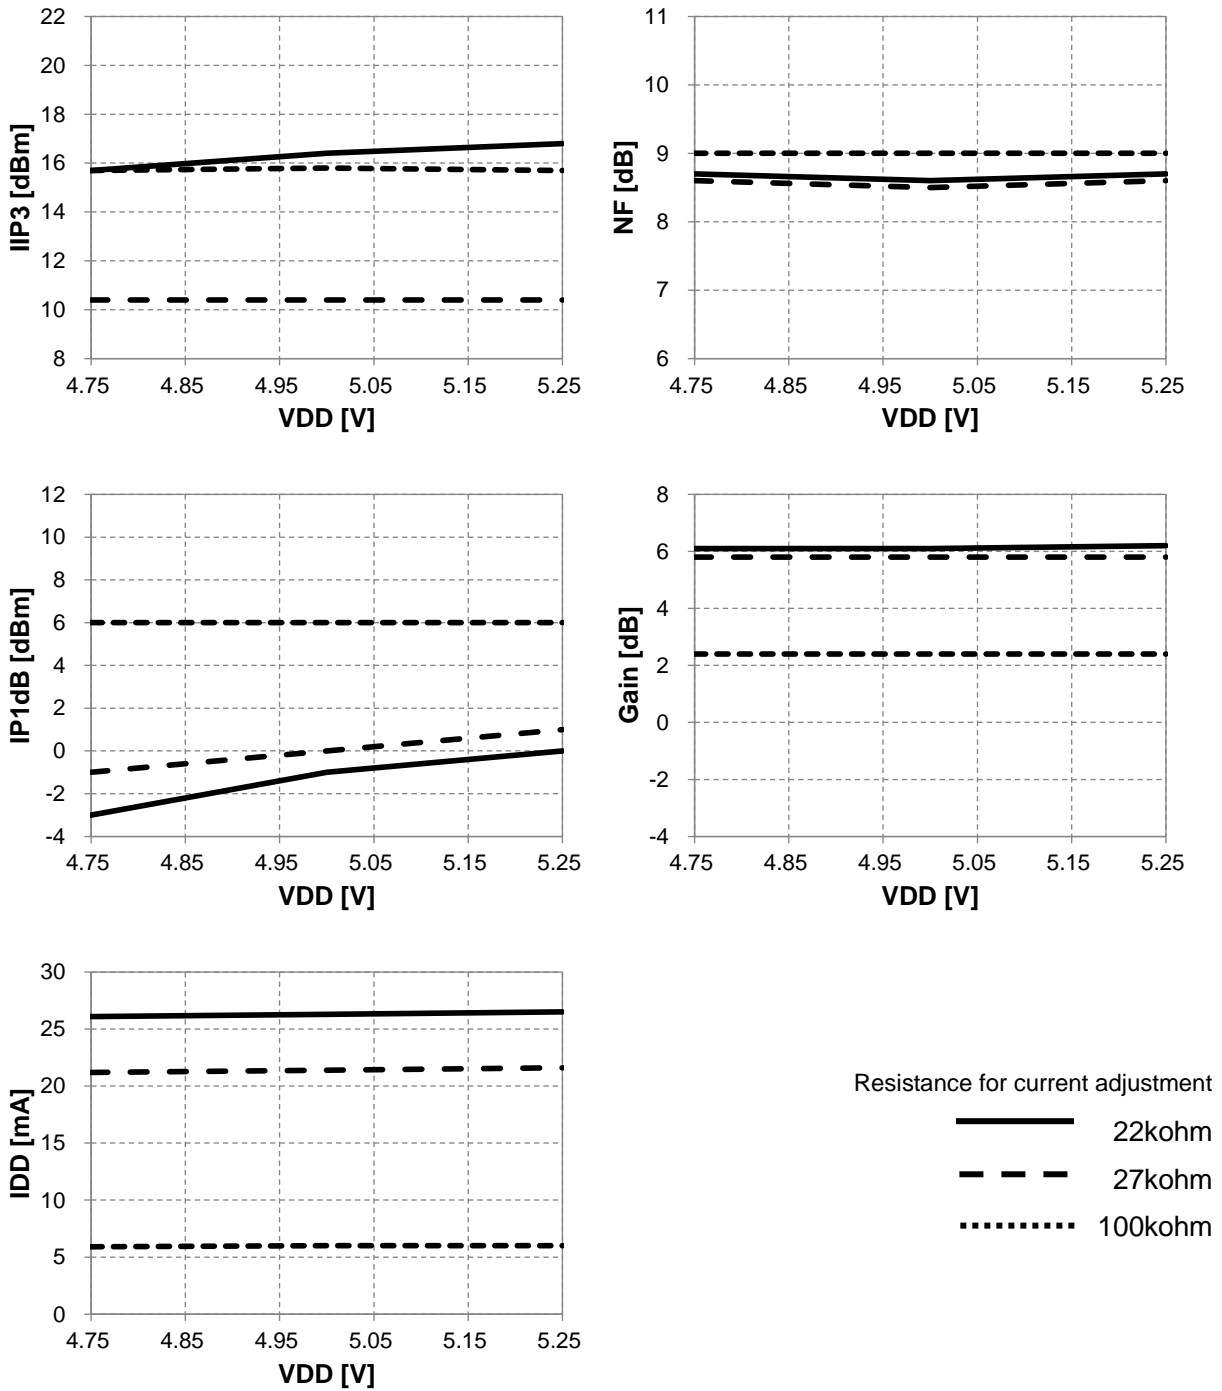 IIP3 [dBm]
22
20
18
16
14
12
10
8
4.75 4.85 4.95 5.05 5.15 5.25
VDD [V]
NF [dB]
11
10
9
8
7
6
4.75 4.85 4.95 5.05 5.15 5.25
VDD [V]
IP1dB [dBm]
12
10
8
6
4
2
0
-2
-4
4.75 4.85 4.95 5.05 5.15 5.25
VDD [V]
Gain [dB]
8
6
4
2
0
-2
-4
4.75 4.85 4.95 5.05 5.15 5.25
VDD [V]
IDD [mA]
30
25
20
15
10
5
0
4.75 4.85 4.95 5.05 5.15 5.25
VDD [V]
Resistance for current adjustment
22kohm
27kohm
100kohm